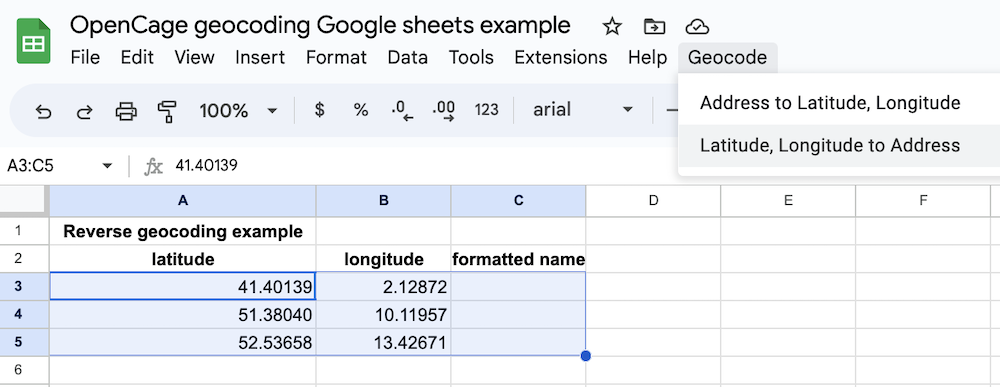 OpenCage geocoding Google sheets example
File Edit View Insert Format Data Tools Extensions Help Geocode
Address to Latitude, Longitude
Latitude, Longitude to Address
100% $ % .0 .00 123 arial
A3:C5 fx 41.40139
A B C D E F
1 Reverse geocoding example
2 latitude longitude formatted name
3 41.40139 2.12872
4 51.38040 10.11957
5 52.53658 13.42671
6